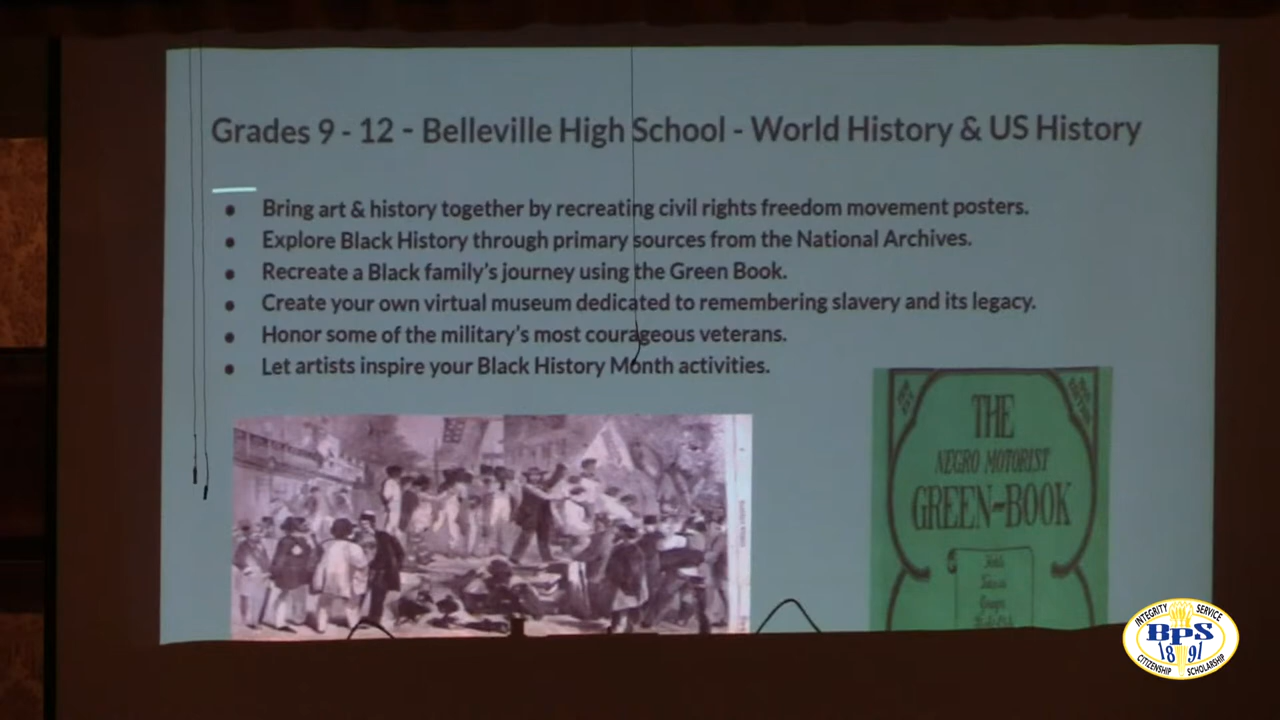 Grades 9 - 12 - Belleville High School - World History & US History
• Bring art & history together by recreating civil rights freedom movement posters.
• Explore Black History through primary sources from the National Archives.
• Recreate a Black family's journey using the Green Book.
• Create your own virtual museum dedicated to remembering slavery and its legacy.
• Honor some of the military's most courageous veterans.
• Let artists inspire your Black History Month activities.
THE
NEGRO MOTORIST
GREEN-BOOK
INTEGRITY
SERVICE
BPS
1891
CITIZENSHIP
SCHOLARSHIP